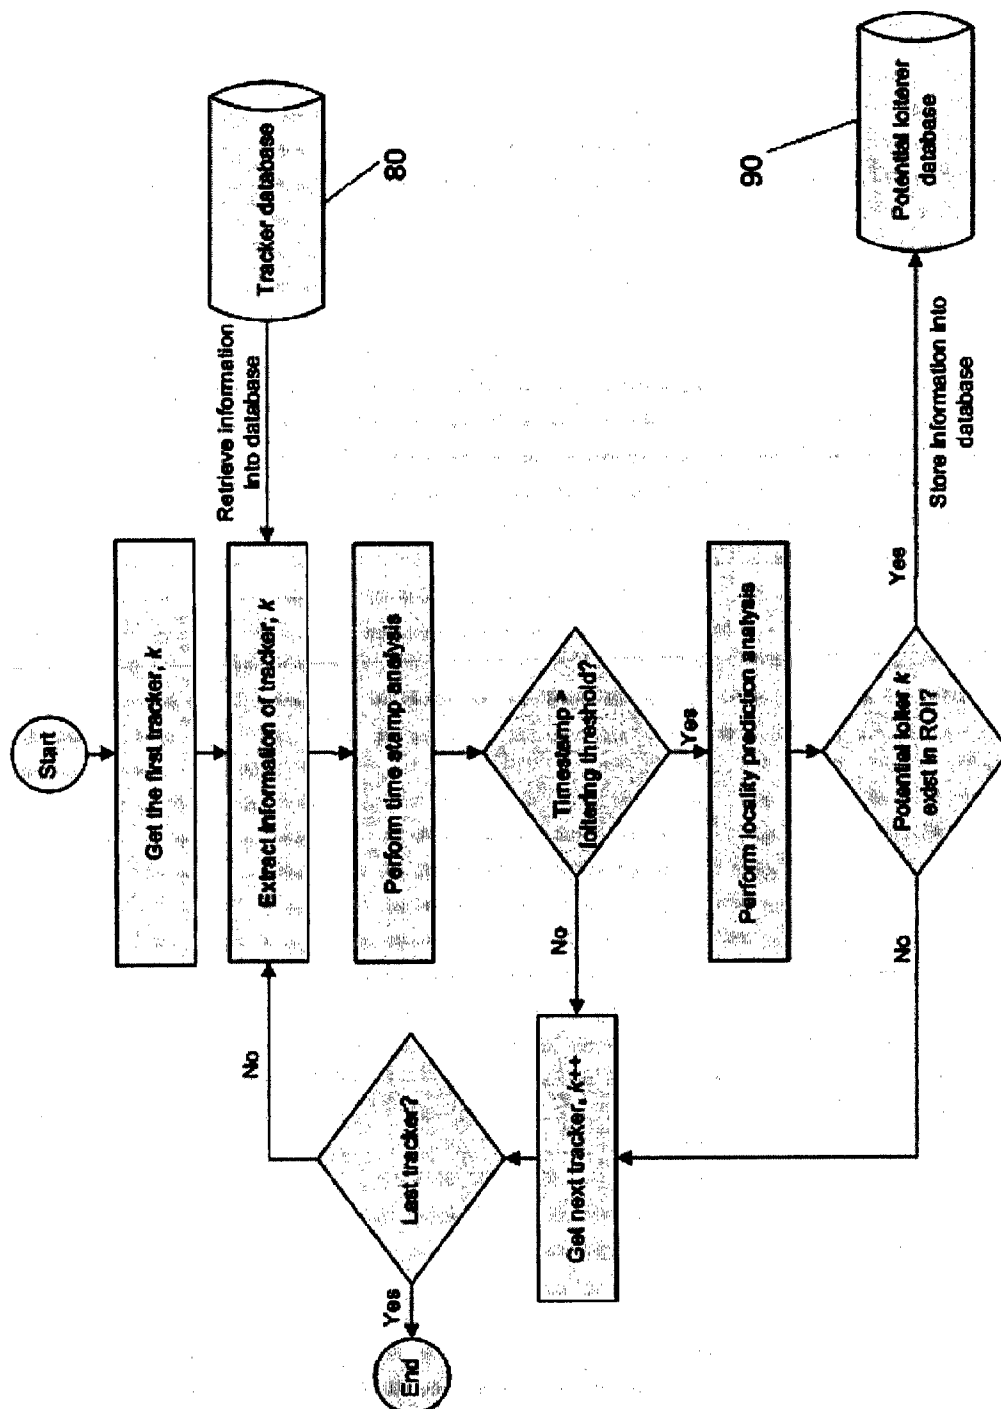 Start
Get the first tracker, k
Extract information of tracker, k
Retrieve information
into database
Tracker database
80
Perform time stamp analysis
Timestamp >
loitering threshold?
No
Yes
Perform locality prediction analysis
Potential loiter k
exist in ROI?
Yes
Store information into
database
Potential loiterer
database
90
No
Get next tracker, k++
Last tracker?
No
Yes
End